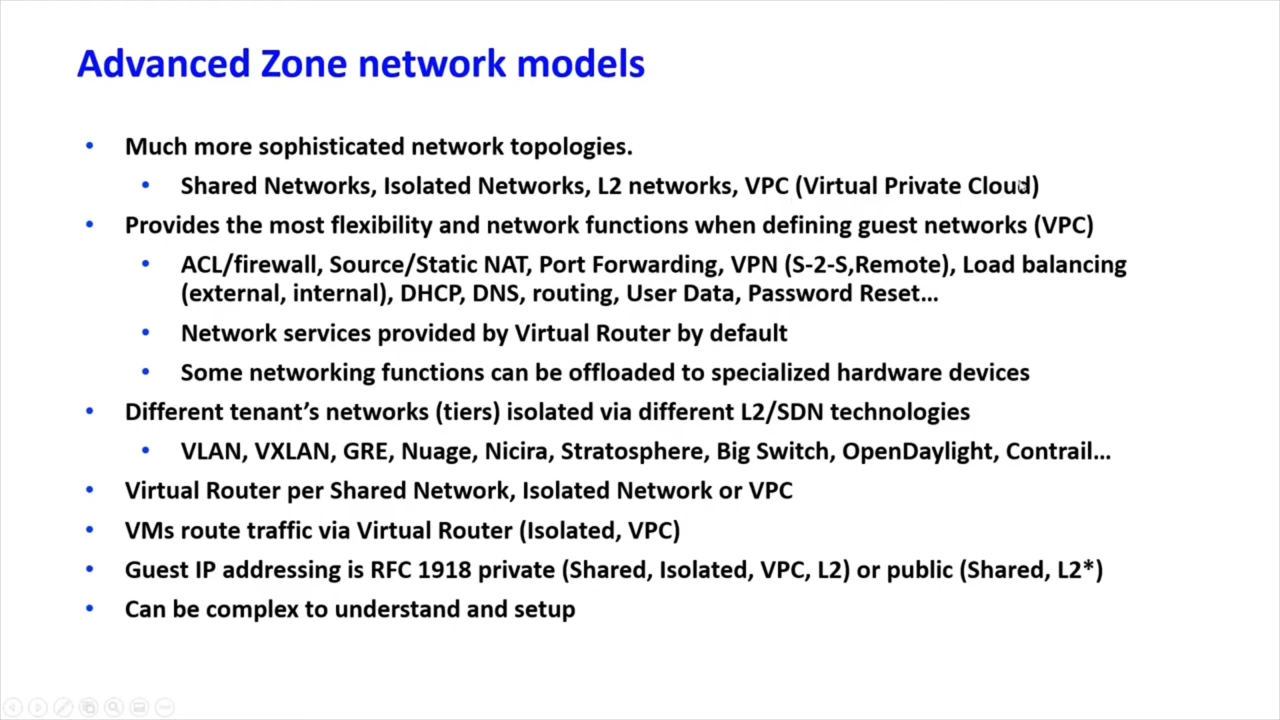 Advanced Zone network models
• Much more sophisticated network topologies.
• Shared Networks, Isolated Networks, L2 networks, VPC (Virtual Private Cloud)
• Provides the most flexibility and network functions when defining guest networks (VPC)
• ACL/firewall, Source/Static NAT, Port Forwarding, VPN (S-2-S,Remote), Load balancing
(external, internal), DHCP, DNS, routing, User Data, Password Reset…
• Network services provided by Virtual Router by default
• Some networking functions can be offloaded to specialized hardware devices
• Different tenant’s networks (tiers) isolated via different L2/SDN technologies
• VLAN, VXLAN, GRE, Nuage, Nicira, Stratosphere, Big Switch, OpenDaylight, Contrail…
• Virtual Router per Shared Network, Isolated Network or VPC
• VMs route traffic via Virtual Router (Isolated, VPC)
• Guest IP addressing is RFC 1918 private (Shared, Isolated, VPC, L2) or public (Shared, L2*)
• Can be complex to understand and setup